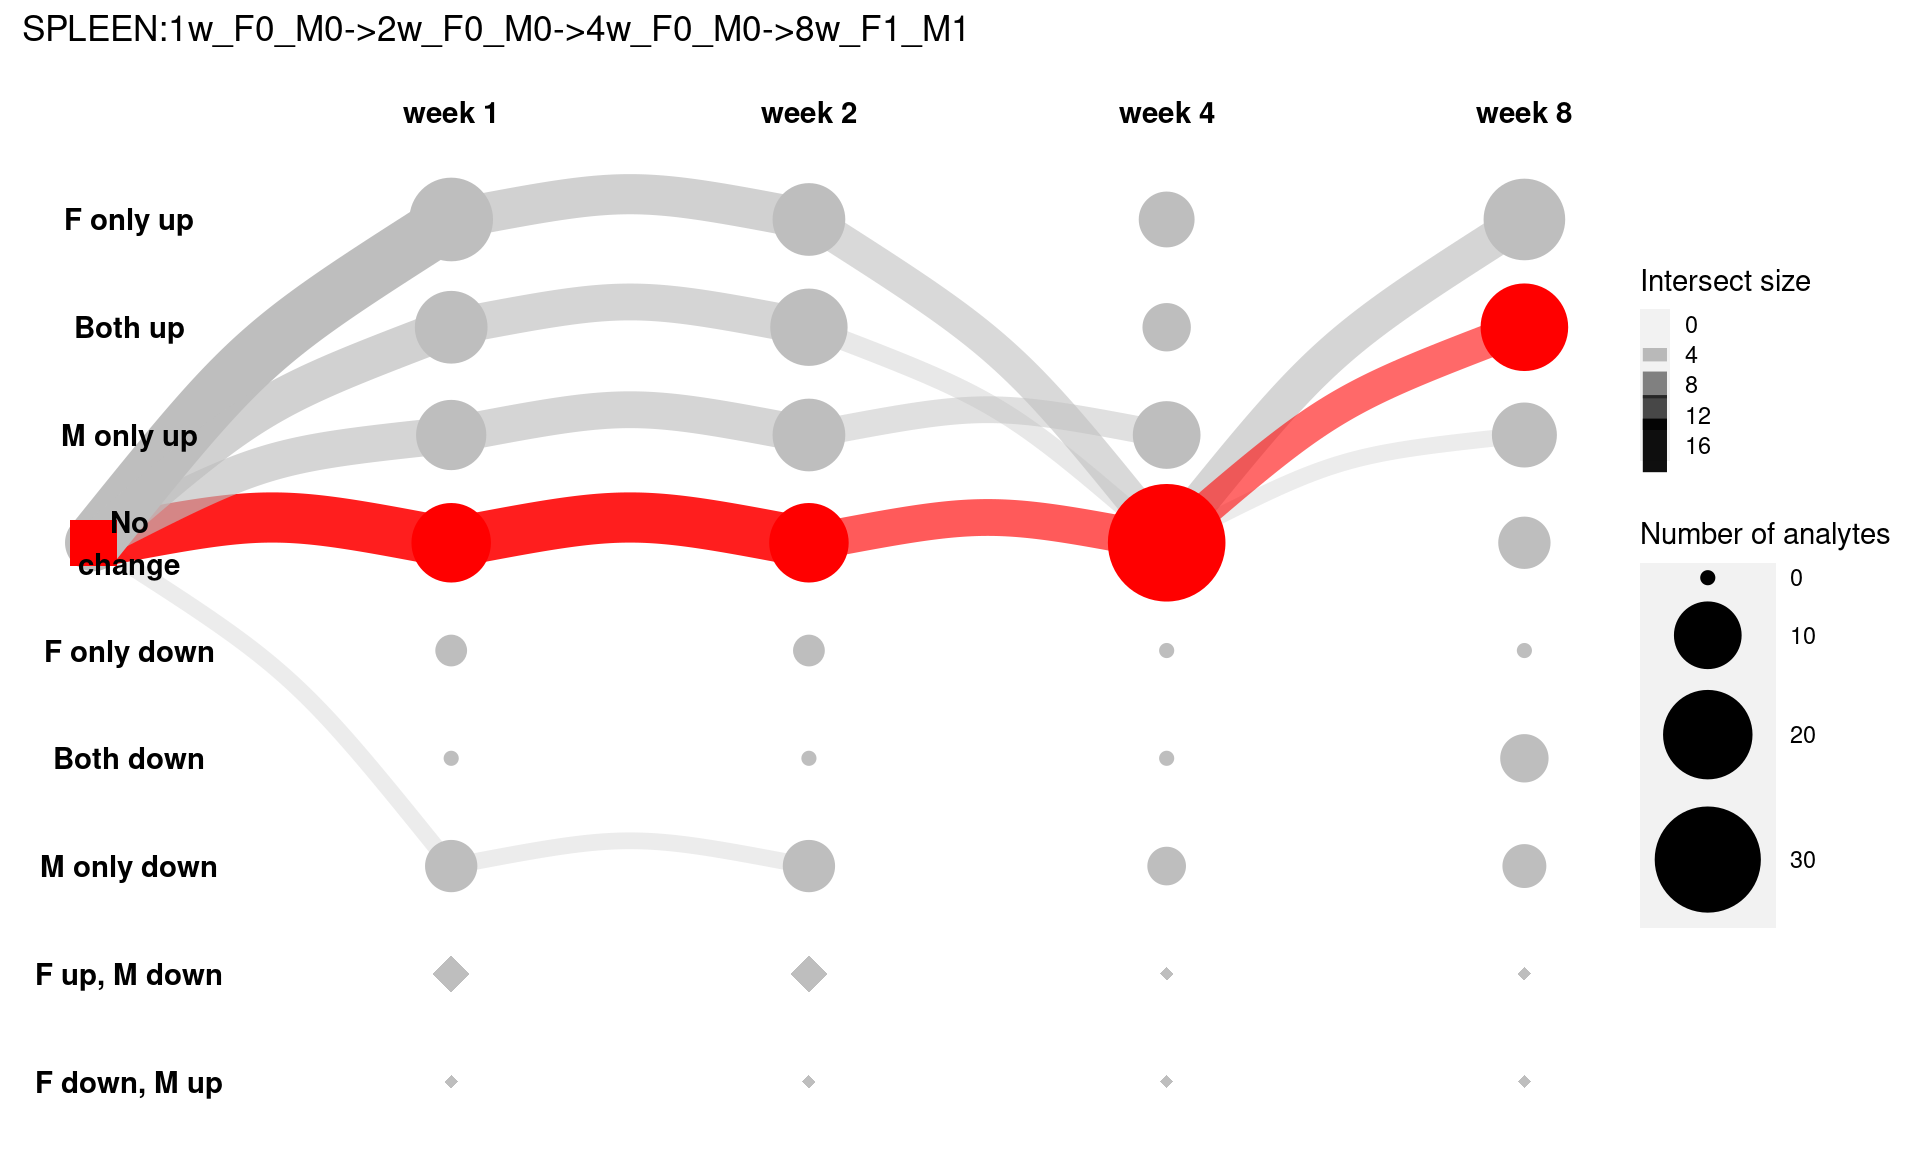 SPLEEN:1w_F0_M0->2w_F0_M0->4w_F0_M0->8w_F1_M1
week 1
week 2
week 4
week 8
F only up
Both up
M only up
No
change
F only down
Both down
M only down
F up, M down
F down, M up
Intersect size
0
4
8
12
16
Number of analytes
0
10
20
30